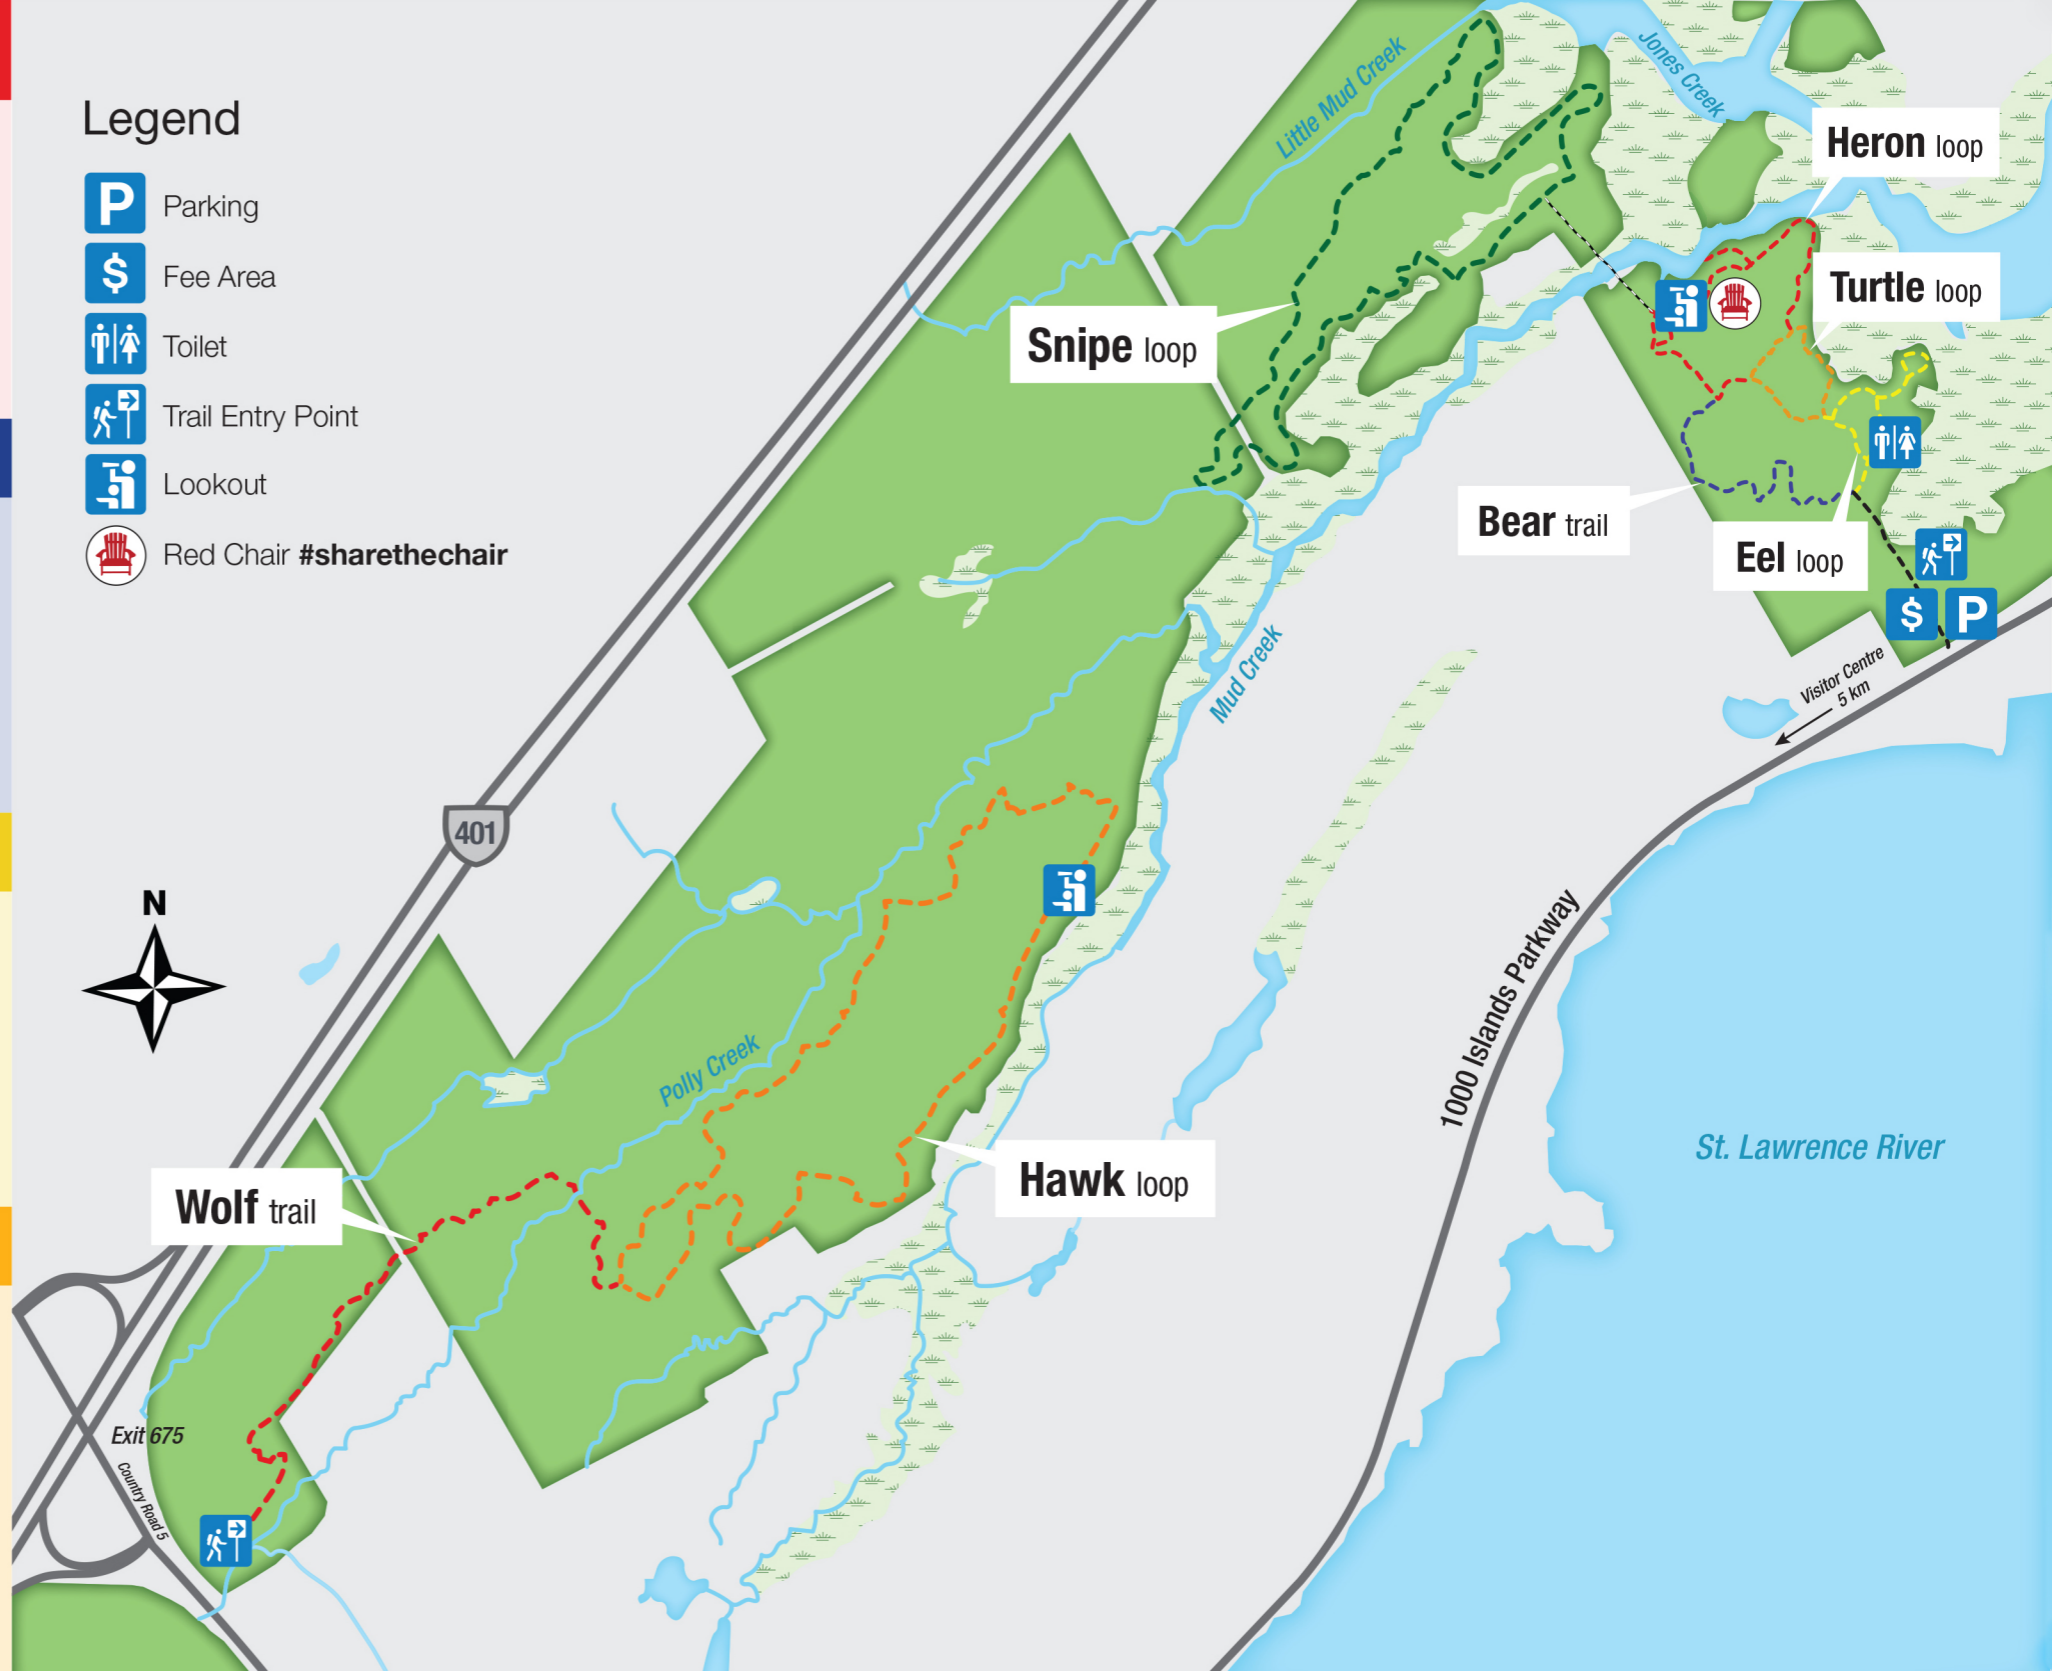 Legend
P Parking
$ Fee Area
Toilet
Trail Entry Point
Lookout
Red Chair #sharethechair
Little Mud Creek
Jones Creek
Heron loop
Turtle loop
Snipe loop
Bear trail
Eel loop
$ P
Visitor Centre
5 km
Mud Creek
401
N
1000 Islands Parkway
Polly Creek
St. Lawrence River
Hawk loop
Wolf trail
Exit 675
Country Road 5